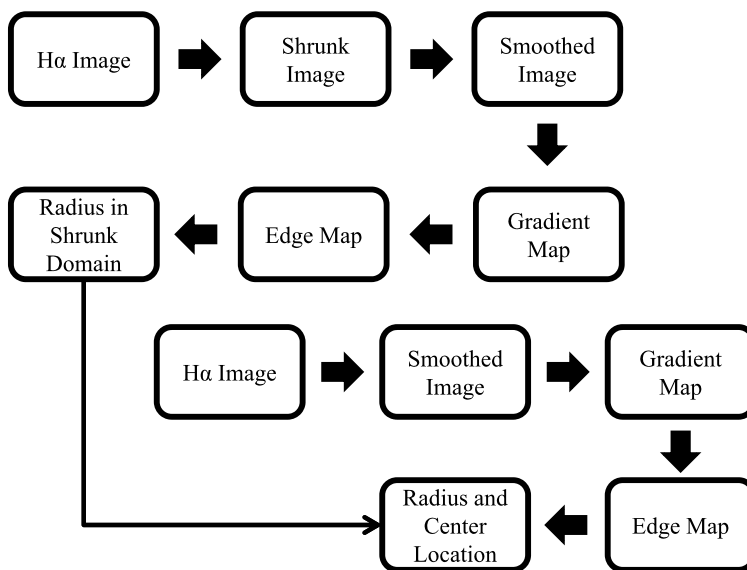 Hα Image
Shrunk
Image
Smoothed
Image
Radius in
Shrunk
Domain
Edge Map
Gradient
Map
Hα Image
Smoothed
Image
Gradient
Map
Radius and
Center
Location
Edge Map